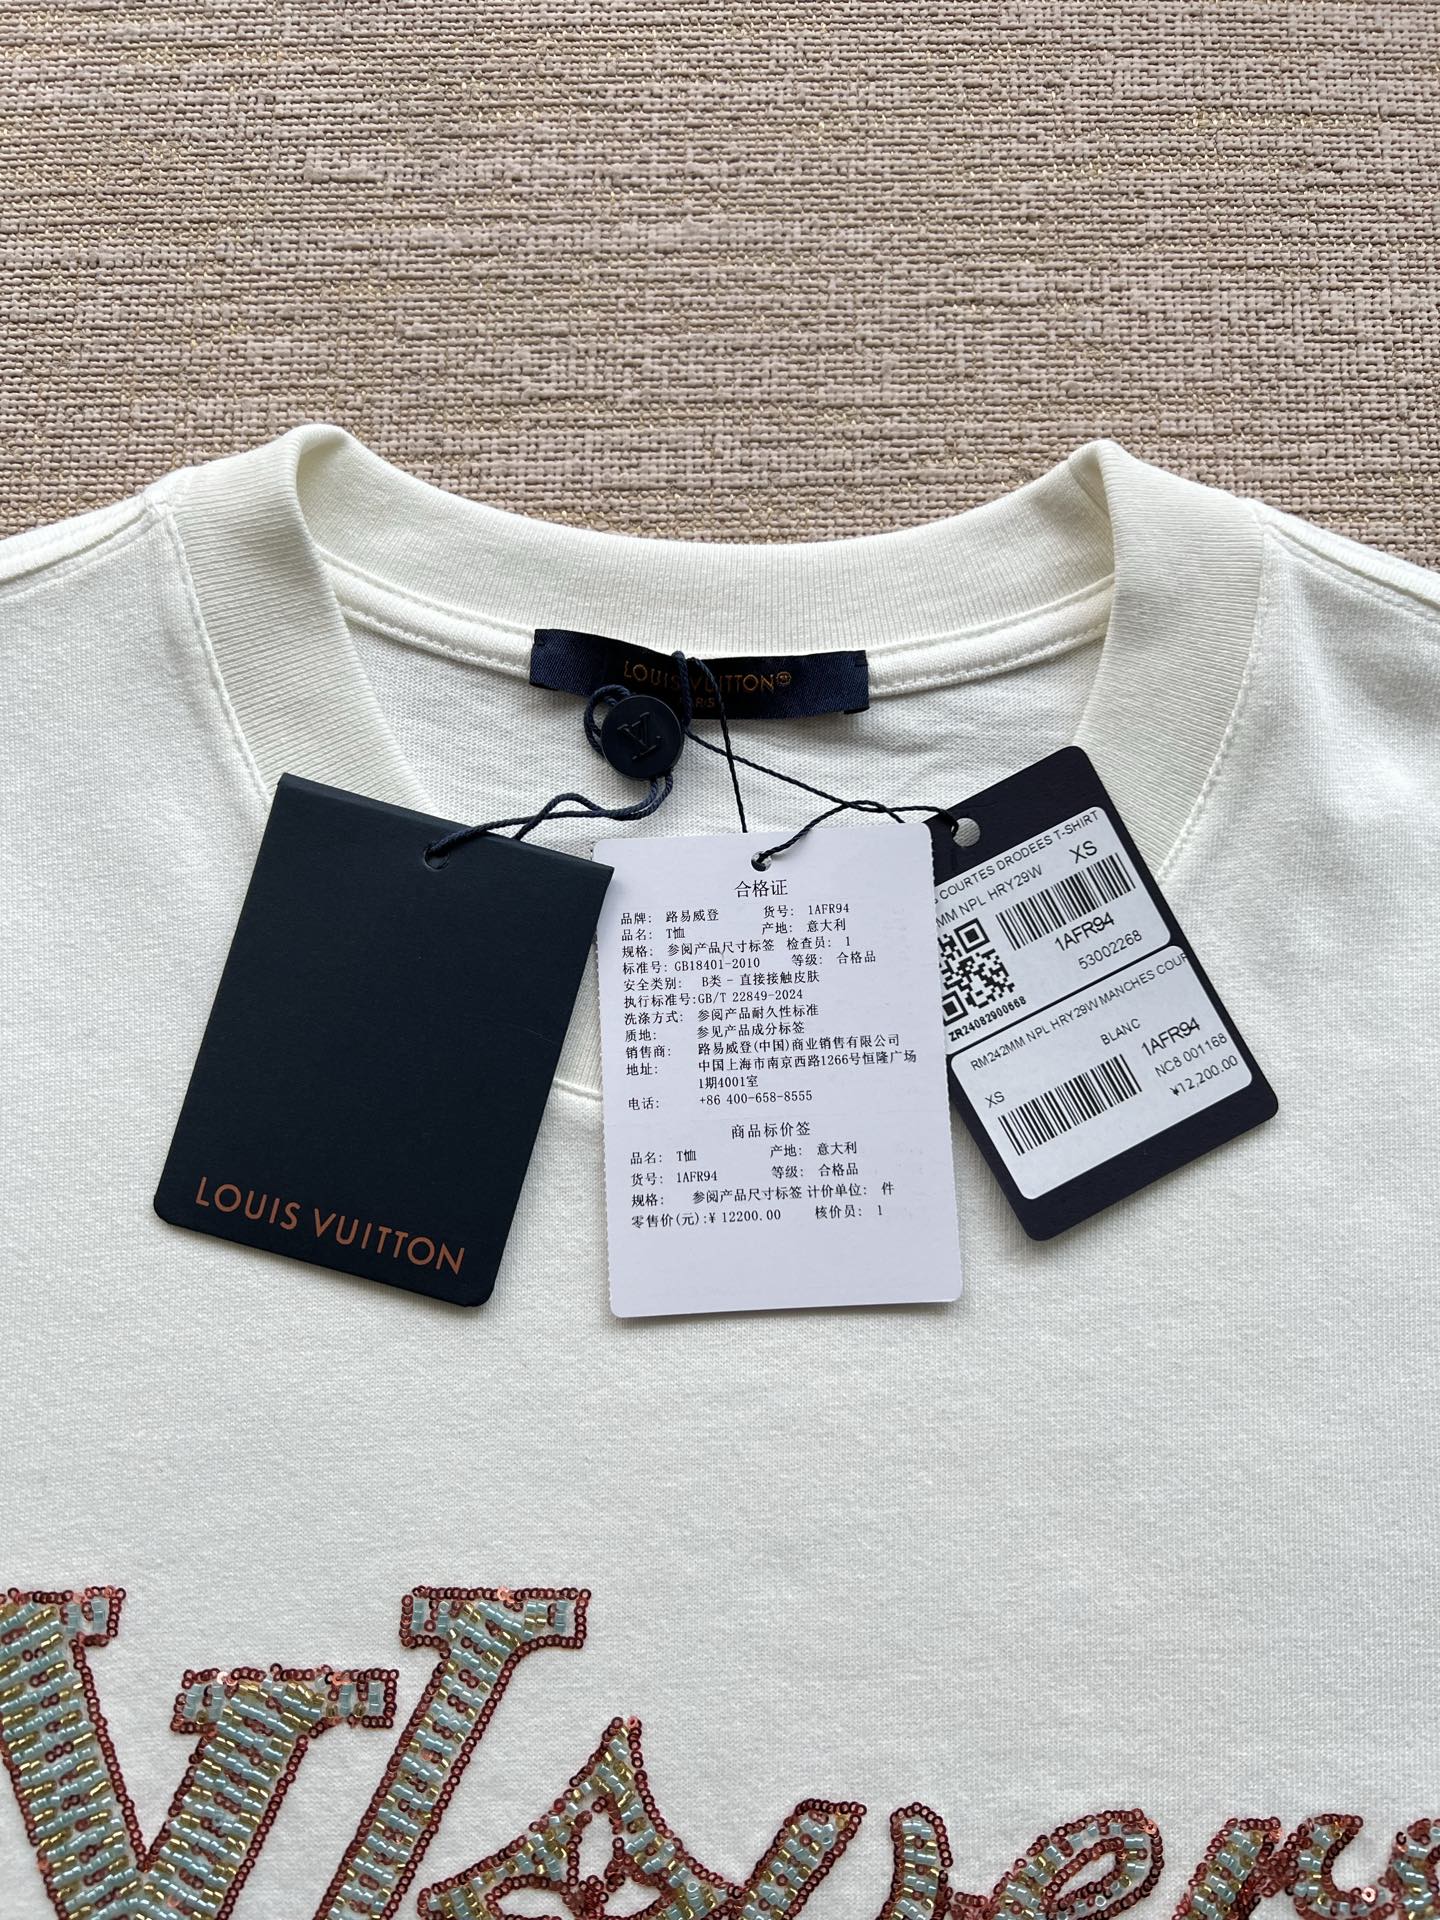 LOUIS VUITTON®
PARIS
LV
LOUIS VUITTON
合格证
品牌: 路易威登 货号: 1AFR94
品名: T恤 产地: 意大利
规格: 参阅产品尺寸标签 检查员: 1
标准号: GB18401-2010 等级: 合格品
安全类别: B类 - 直接接触皮肤
执行标准号:GB/T 22849-2024
洗涤方式: 参阅产品耐久性标准
质地: 参见产品成分标签
销售商: 路易威登(中国)商业销售有限公司
地址: 中国上海市南京西路1266号恒隆广场
1期4001室
电话: +86 400-658-8555
商品标价签
品名: T恤 产地: 意大利
货号: 1AFR94 等级: 合格品
规格: 参阅产品尺寸标签 计价单位: 件
零售价(元):¥ 12200.00 核价员: 1
COURTES DRODEES T-SHIRT
MM NPL HRY29W XS
1AFR94
53002268
ZR24082900668
RM242MM NPL HRY29W MANCHES COUR
BLANC
XS 1AFR94
NC8 001168
¥12,200.00